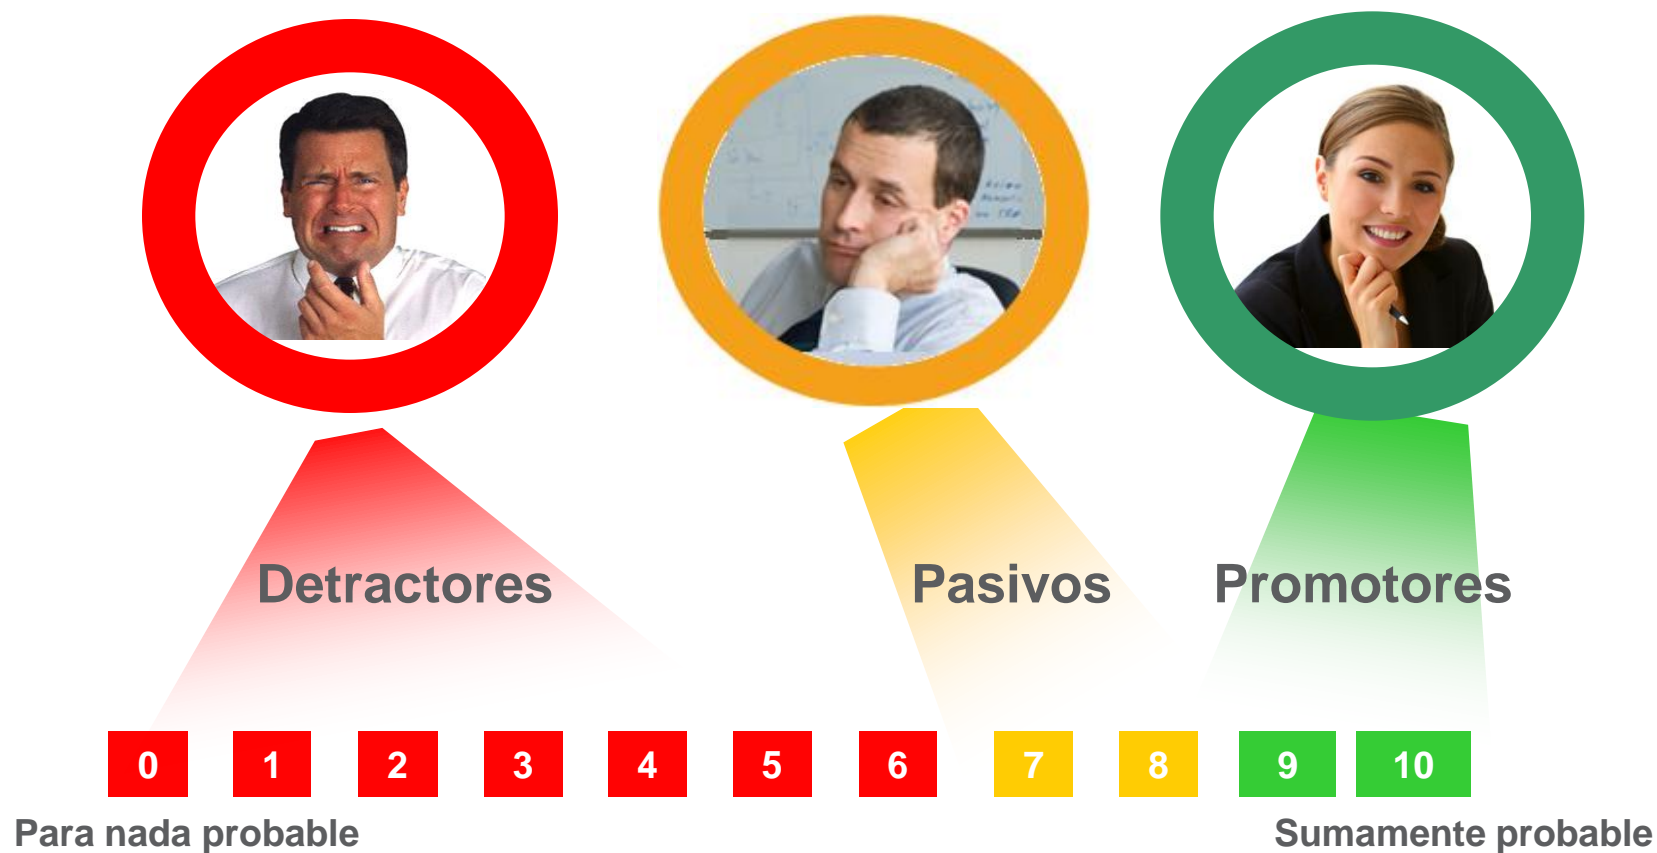 Detractores Pasivos Promotores
0 1 2 3 4 5 6 7 8 9 10
Para nada probable Sumamente probable